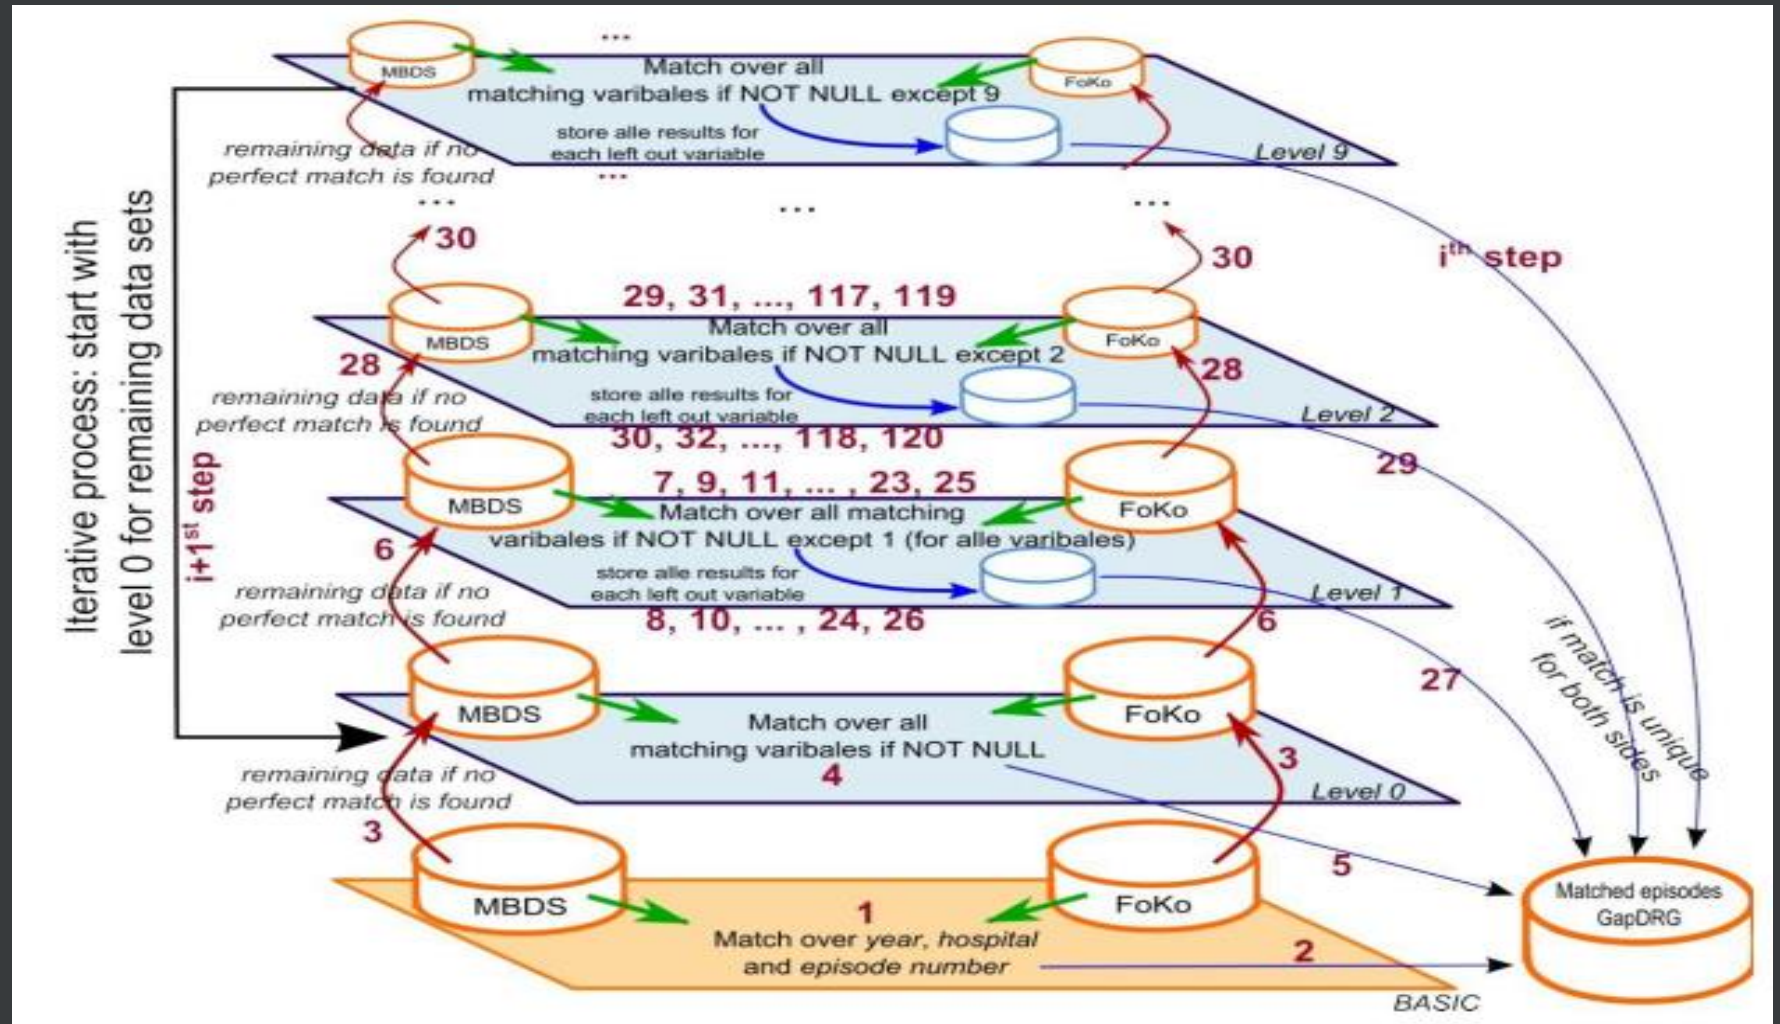 ...
MBDS
FoKo
Match over all
matching varibales if NOT NULL except 9
store alle results for
each left out variable
Level 9
remaining data if no
perfect match is found
...
...
...
...
30
30
ith step
29, 31, ..., 117, 119
MBDS
FoKo
Match over all
matching varibales if NOT NULL except 2
28
28
store alle results for
each left out variable
Level 2
remaining data if no
perfect match is found
30, 32, ..., 118, 120
29
7, 9, 11, ... , 23, 25
MBDS
FoKo
Match over all matching
varibales if NOT NULL except 1 (for alle varibales)
6
store alle results for
each left out variable
Level 1
remaining data if no
perfect match is found
8, 10, ... , 24, 26
6
27
MBDS
FoKo
Match over all
matching varibales if NOT NULL
4
3
Level 0
remaining data if no
perfect match is found
3
5
MBDS
FoKo
1
Match over year, hospital
and episode number
2
BASIC
Matched episodes
GapDRG
if match is unique
for both sides
Iterative process: start with
level 0 for remaining data sets
i+1st step